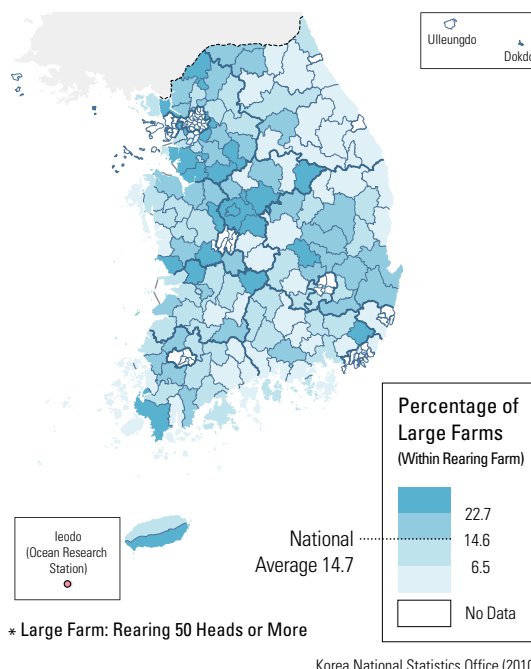 Ulleungdo
Dokdo
Percentage of
Large Farms
(Within Rearing Farm)
22.7
14.6
6.5
No Data
National
Average 14.7
Ieodo
(Ocean Research
Station)
* Large Farm: Rearing 50 Heads or More
Korea National Statistics Office (2010